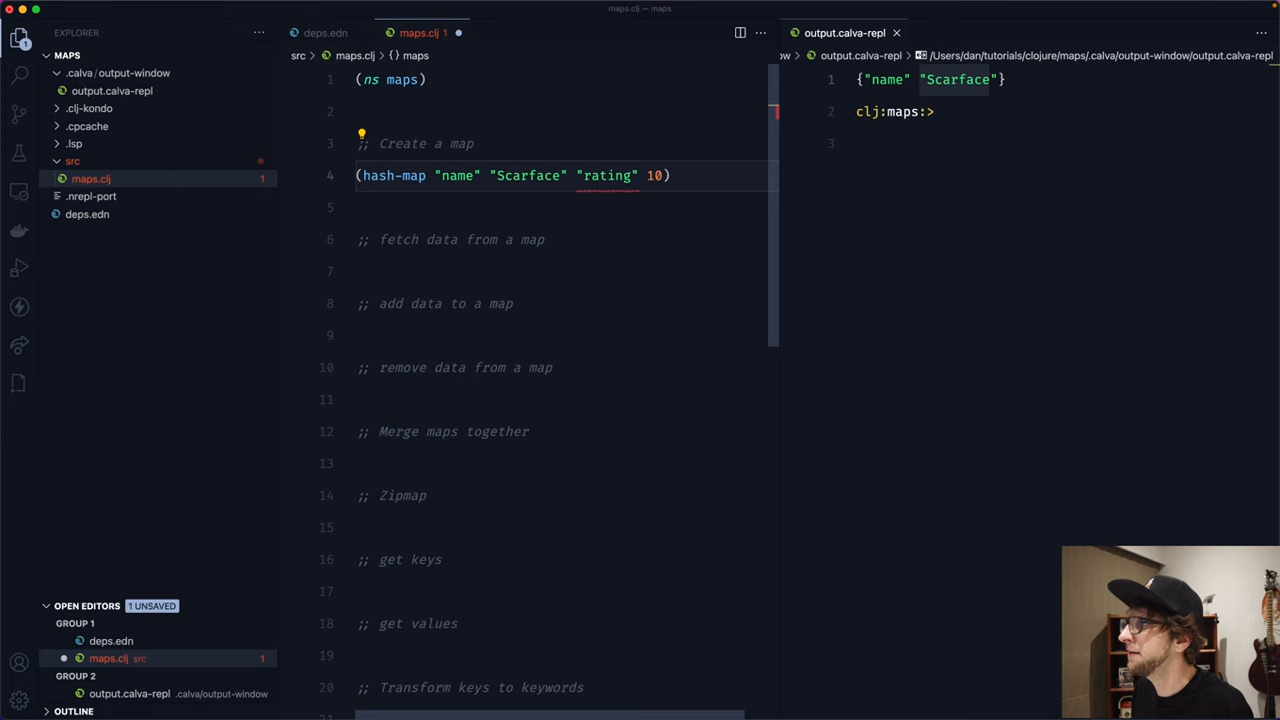 maps.clj — maps
EXPLORER
MAPS
.calva/output-window
output.calva-repl
.clj-kondo
.cpcache
.lsp
src
maps.clj 1
.nrepl-port
deps.edn
OPEN EDITORS 1 UNSAVED
GROUP 1
deps.edn
maps.clj src 1
GROUP 2
output.calva-repl .calva/output-window
OUTLINE
1
deps.edn
maps.clj 1
src > maps.clj > {} maps
1 (ns maps)
2
3 ;; Create a map
4 (hash-map "name" "Scarface" "rating" 10)
5
6 ;; fetch data from a map
7
8 ;; add data to a map
9
10 ;; remove data from a map
11
12 ;; Merge maps together
13
14 ;; Zipmap
15
16 ;; get keys
17
18 ;; get values
19
20 ;; Transform keys to keywords
output.calva-repl
output.calva-repl > /Users/dan/tutorials/clojure/maps/.calva/output-window/output.calva-repl
1 {"name" "Scarface"}
2 clj:maps:>
3